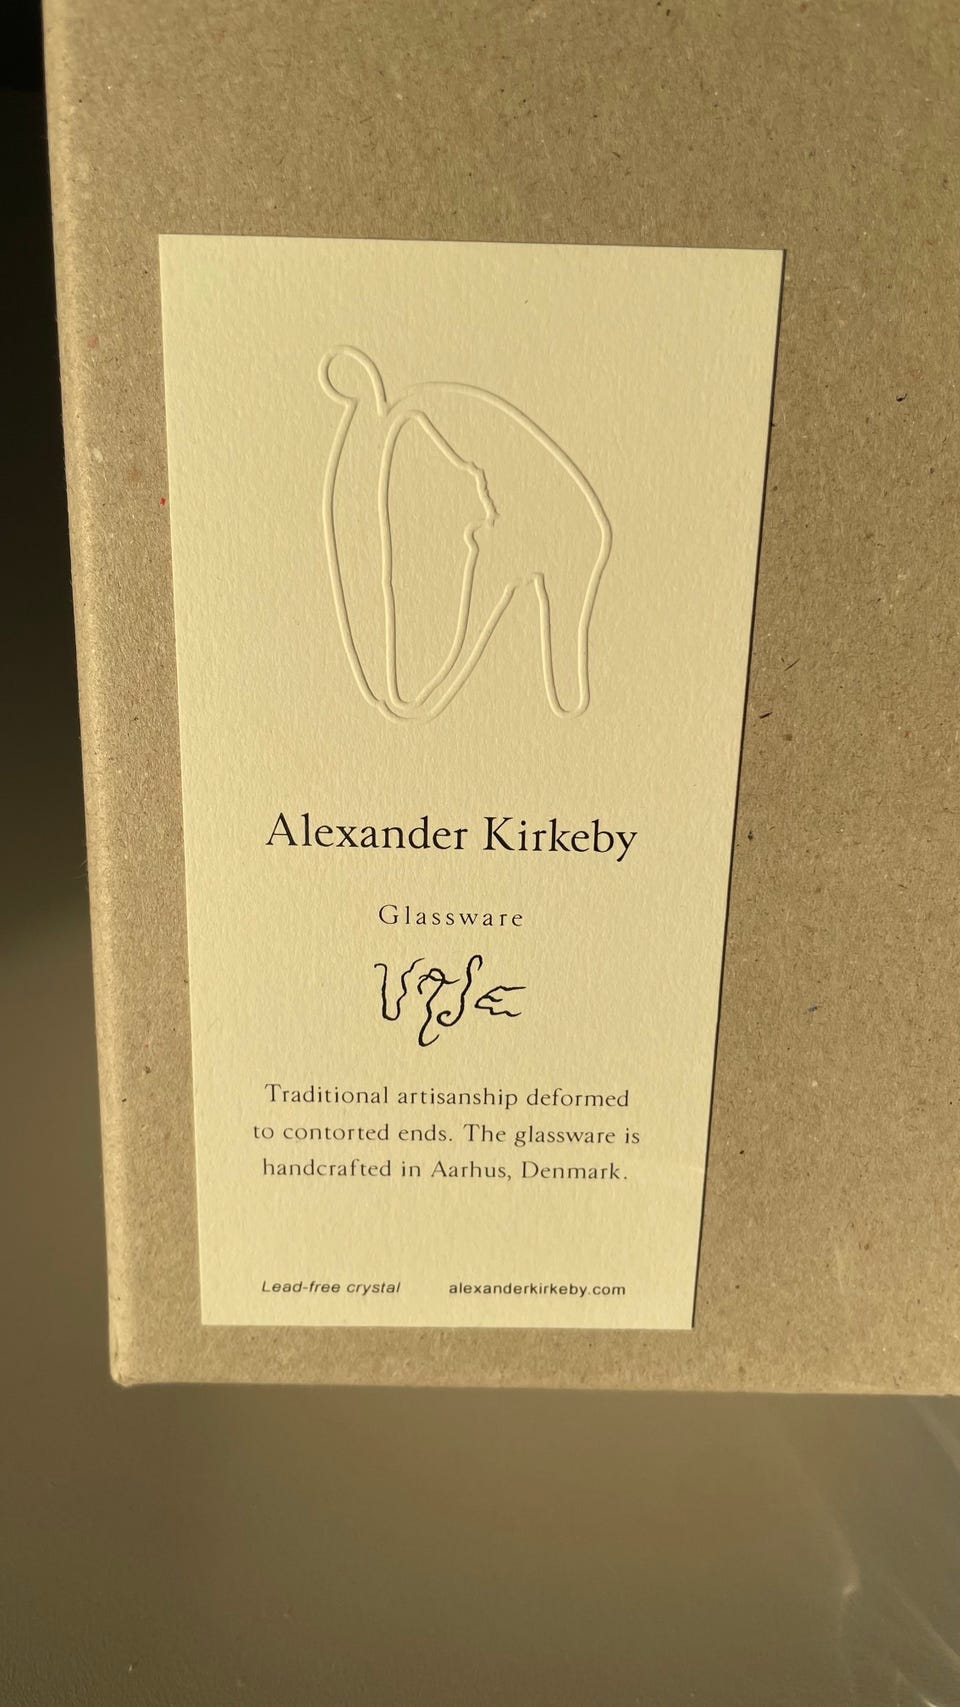 Alexander Kirkeby
Glassware
Traditional artisanship deformed
to contorted ends. The glassware is
handcrafted in Aarhus, Denmark.
Lead-free crystal alexanderkirkeby.com